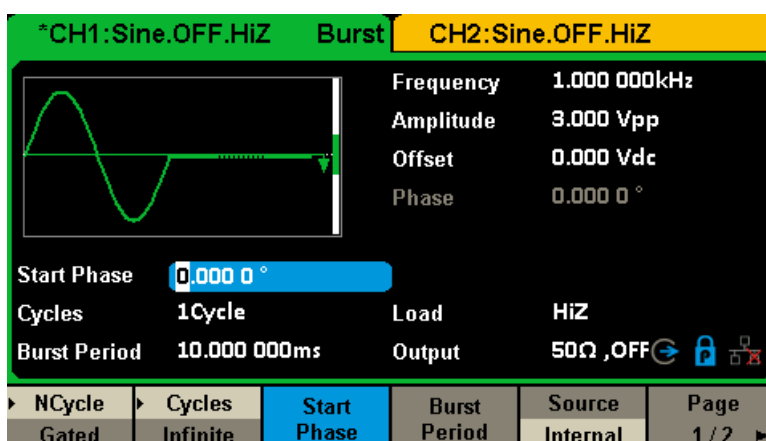 *CH1:Sine.OFF.HiZ Burst CH2:Sine.OFF.HiZ
Frequency 1.000 000kHz
Amplitude 3.000 Vpp
Offset 0.000 Vdc
Phase 0.000 0 °
Start Phase 0.000 0 °
Cycles 1Cycle Load HiZ
Burst Period 10.000 000ms Output 50Ω ,OFF P
NCycle Cycles Start Burst Source Page
Gated Infinite Phase Period Internal 1/2